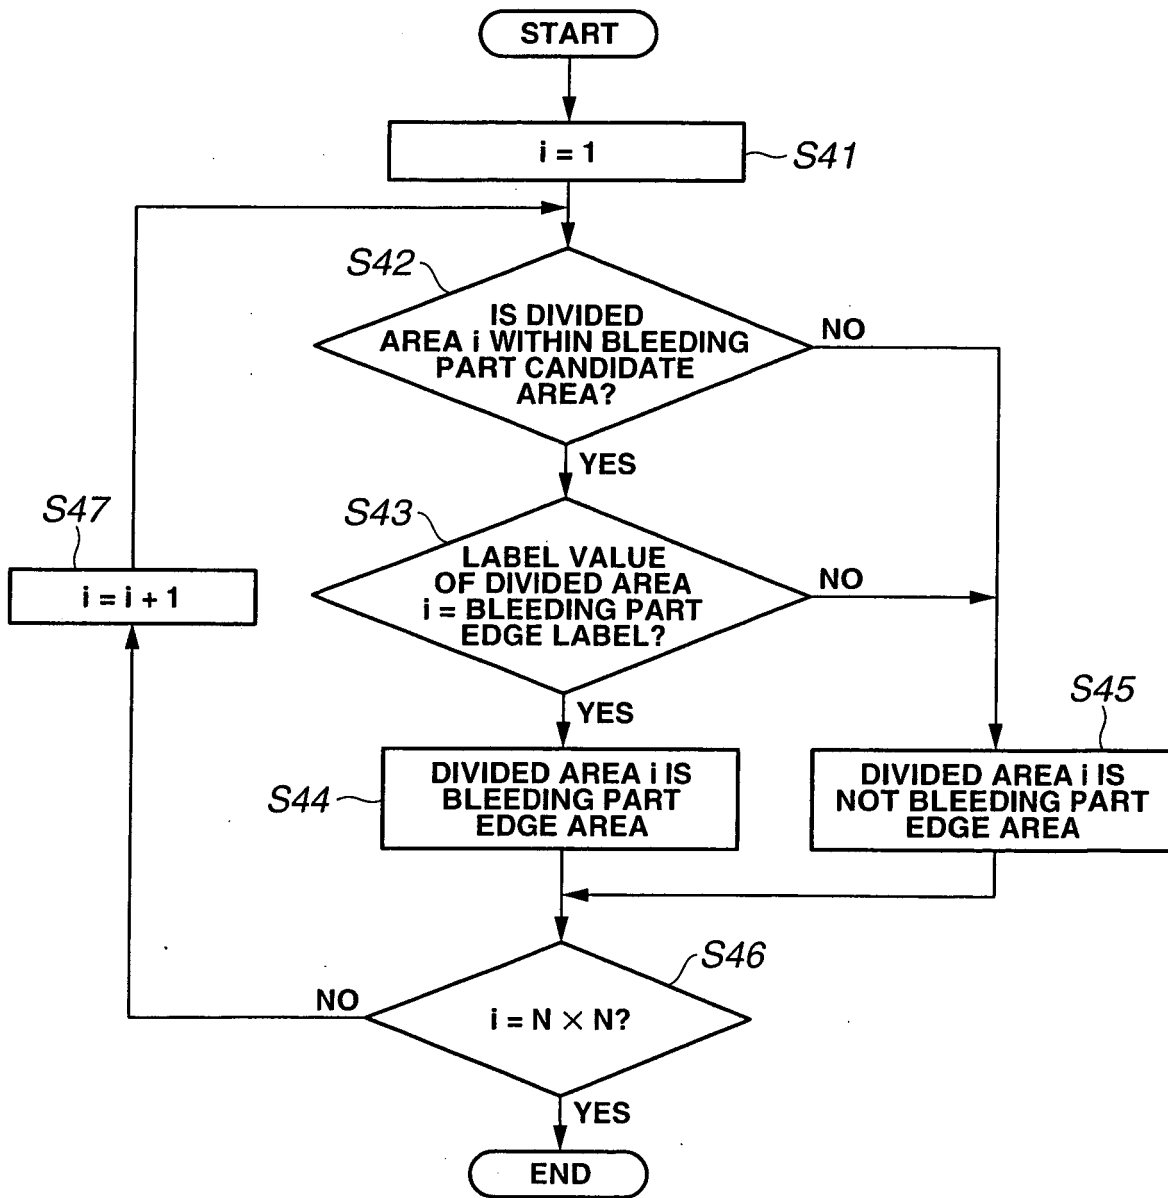 START
i = 1
S41
S42
IS DIVIDED
AREA i WITHIN BLEEDING
PART CANDIDATE
AREA?
NO
YES
S47
i = i + 1
S43
LABEL VALUE
OF DIVIDED AREA
i = BLEEDING PART
EDGE LABEL?
NO
YES
S44
DIVIDED AREA i IS
BLEEDING PART
EDGE AREA
S45
DIVIDED AREA i IS
NOT BLEEDING PART
EDGE AREA
S46
i = N × N?
NO
YES
END